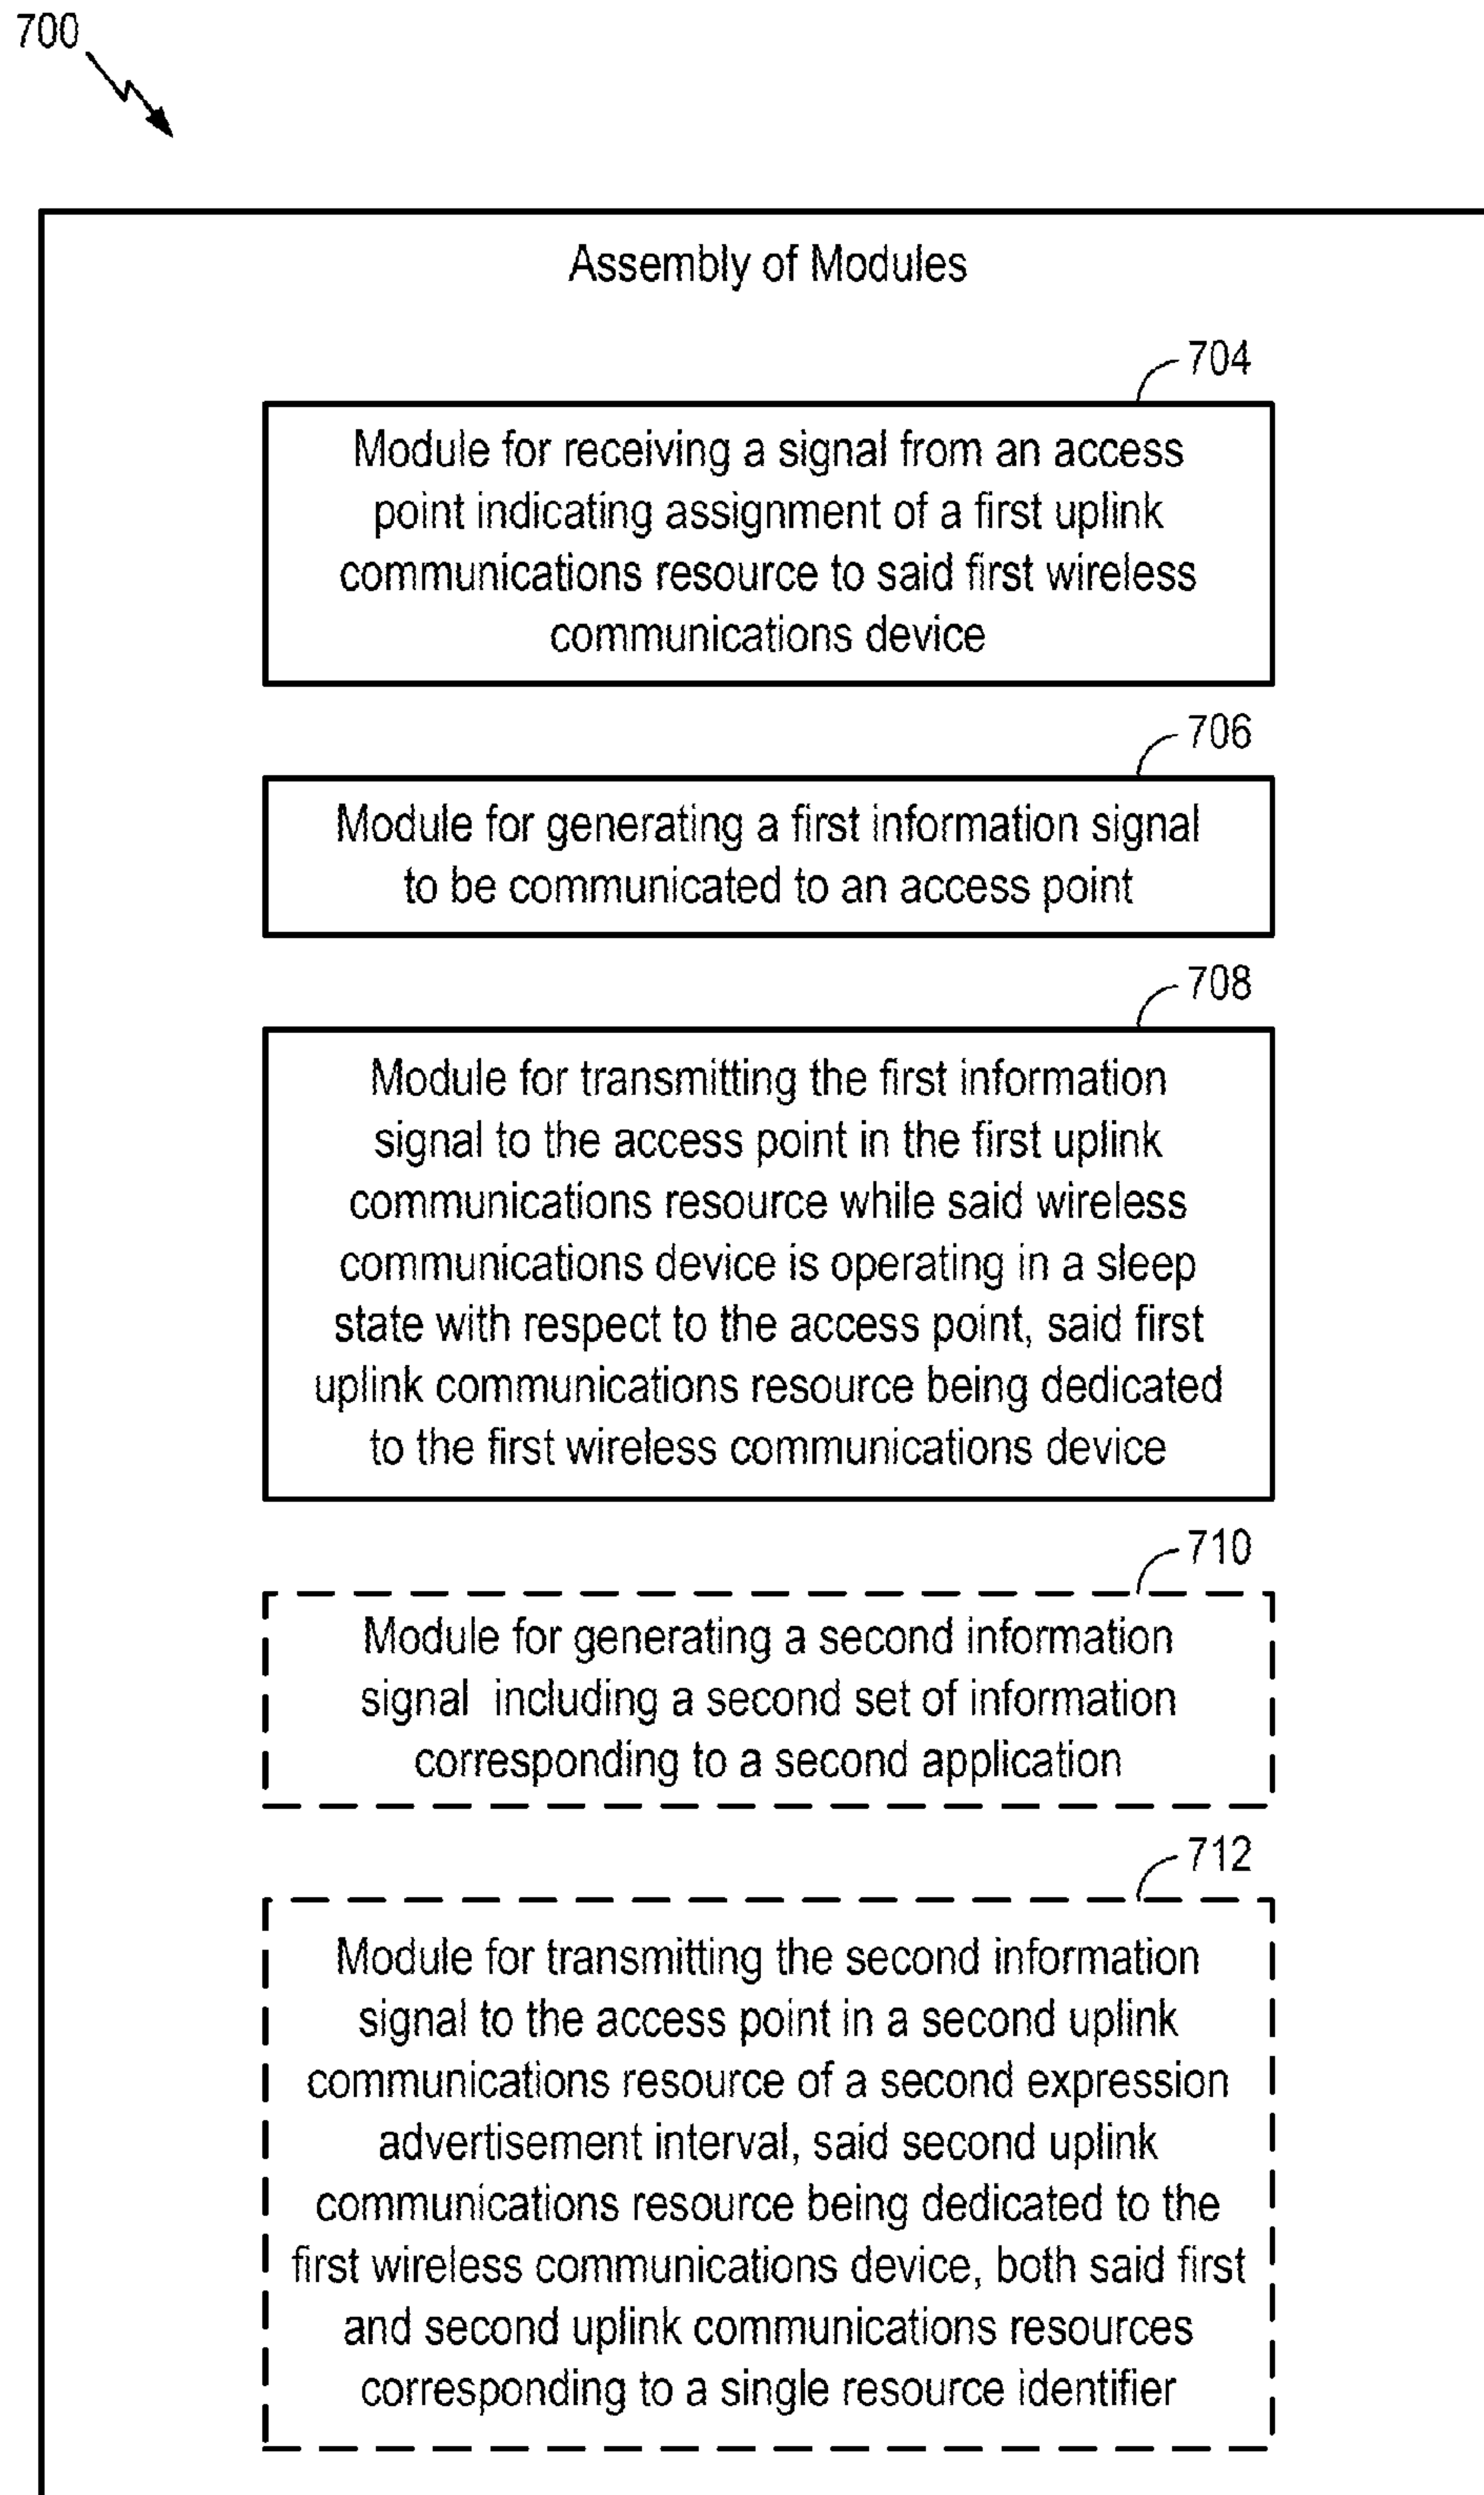 700
Assembly of Modules
704
Module for receiving a signal from an access
point indicating assignment of a first uplink
communications resource to said first wireless
communications device
706
Module for generating a first information signal
to be communicated to an access point
708
Module for transmitting the first information
signal to the access point in the first uplink
communications resource while said wireless
communications device is operating in a sleep
state with respect to the access point, said first
uplink communications resource being dedicated
to the first wireless communications device
710
Module for generating a second information
signal including a second set of information
corresponding to a second application
712
Module for transmitting the second information
signal to the access point in a second uplink
communications resource of a second expression
advertisement interval, said second uplink
communications resource being dedicated to the
first wireless communications device, both said first
and second uplink communications resources
corresponding to a single resource identifier